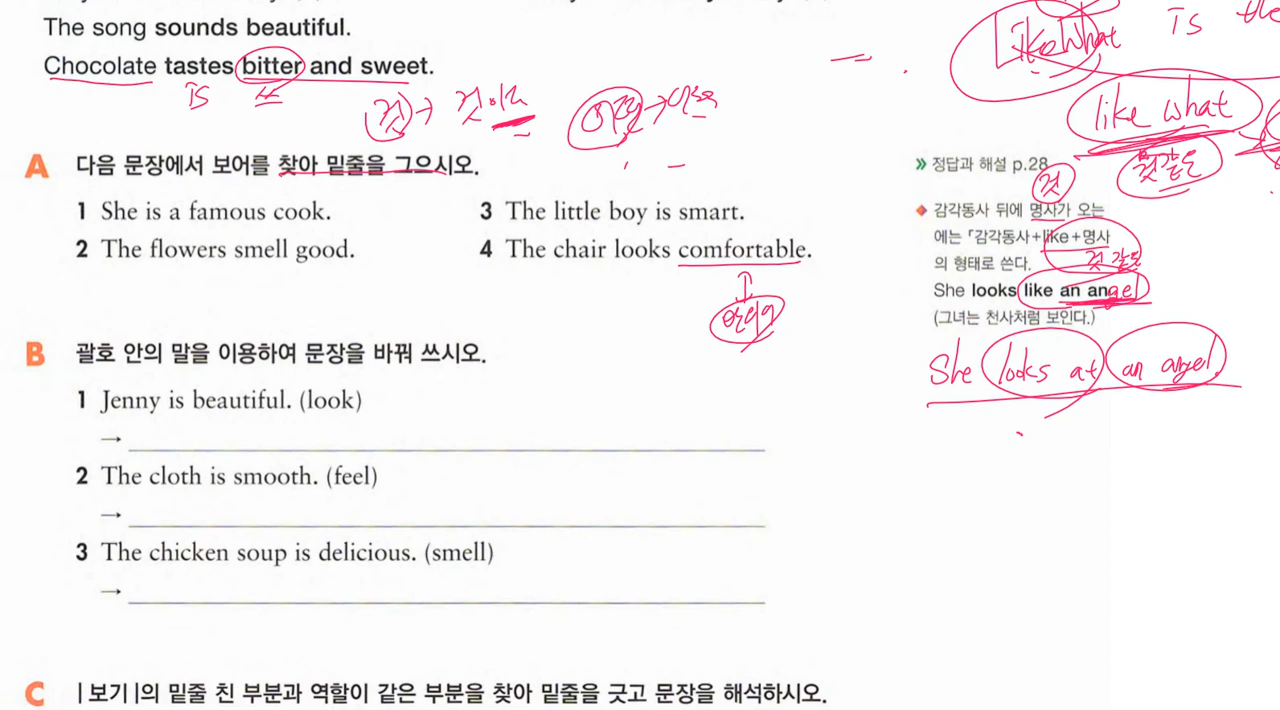 The song sounds beautiful.
Chocolate tastes bitter and sweet.
is
like what is the
like what
것 → 것이다
것같은
A 다음 문장에서 보어를 찾아 밑줄을 그으시오.
1 She is a famous cook.
2 The flowers smell good.
3 The little boy is smart.
4 The chair looks comfortable.
» 정답과 해설 p.28
것
감각동사 뒤에 명사가 오는
에는 「감각동사+like+명사
의 형태로 쓴다.
She looks like an angel
(그녀는 천사처럼 보인다.)
She looks at an angel.
B 괄호 안의 말을 이용하여 문장을 바꿔 쓰시오.
1 Jenny is beautiful. (look)
→
2 The cloth is smooth. (feel)
→
3 The chicken soup is delicious. (smell)
→
C |보기|의 밑줄 친 부분과 역할이 같은 부분을 찾아 밑줄을 긋고 문장을 해석하시오.